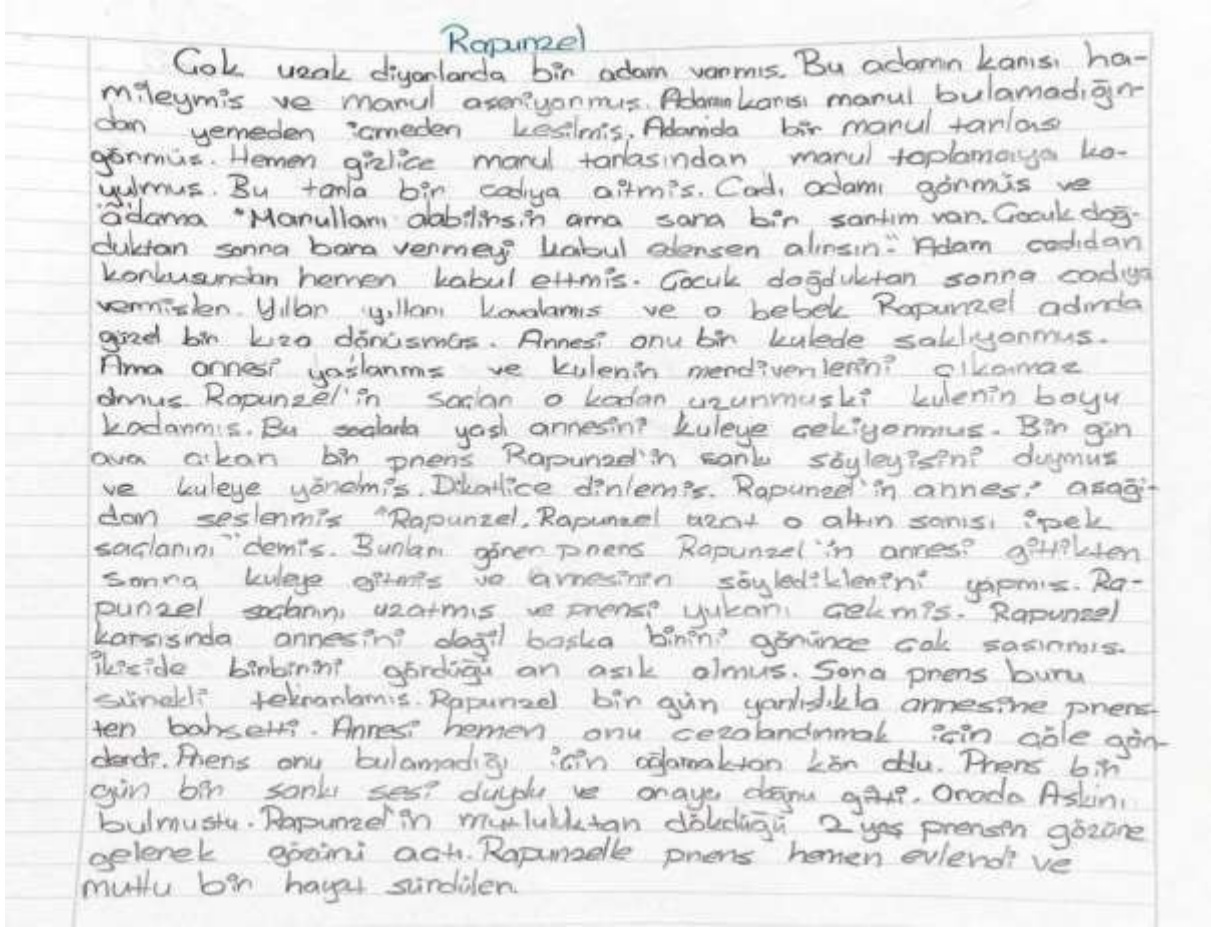 Rapunzel
Çok uzak diyarlarda bir adam varmış. Bu adamın karısı ha-
mileymiş ve marul aşeriyormuş. Adamın karısı marul bulamadığın-
dan yemeden içmeden kesilmiş. Adamda bir marul tarlası
görmüş. Hemen gizlice marul tarlasından marul toplamaya ko-
yulmuş. Bu tarla bir cadıya aitmiş. Cadı adamı görmüş ve
adama "Marulları alabilirsin ama sana bir şartım var. Çocuk doğ-
duktan sonra bana vermeyi kabul edersen alırsın." Adam cadıdan
korkusundan hemen kabul ettmiş. Çocuk doğduktan sonra cadıya
vermişler. Yıllar yılları kovalamış ve o bebek Rapunzel adında
güzel bir kıza dönüşmüş. Annesi onu bir kulede saklıyormuş.
Ama annesi yaşlanmış ve kulenin merdivenlerini çıkamaz
olmuş. Rapunzel'in saçları o kadar uzunmuşki kulenin boyu
kadarmış. Bu saçlarla yaşlı annesini kuleye çekiyormuş. Bir gün
ava çıkan bir prens Rapunzel'in şarkı söyleyişini duymuş
ve kuleye yönelmiş. Dikatlice dinlemiş. Rapunzel'in annesi aşağı-
dan seslenmiş "Rapunzel, Rapunzel uzat o altın sarısı ipek
saçlarını" demiş. Bunları gören prens Rapunzel'in annesi gittikten
sonra kuleye gitmiş ve annesinin söylediklerini yapmış. Ra-
punzel saçlarını uzatmış ve prensi yukarı çekmiş. Rapunzel
karşısında annesini değil başka birini görünce çok şaşırmış.
İkiside birbirini gördüğü an aşık olmuş. Sora prens bunu
sürekli tekrarlamış. Rapunzel bir gün yanlışlıkla annesine prens-
ten bahsetti. Annesi hemen onu cezalandırmak için çöle gön-
derdi. Prens onu bulamadığı için ağlamaktan kör oldu. Prens bir
gün bir şarkı sesi duydu ve oraya doğru gitti. Orada Aşkını
bulmuştu. Rapunzel'in mutlulktan dökdüğü 2 yaş prensin gözüne
gelerek gözünü açtı. Rapunzelle prens hemen evlendi ve
mutlu bir hayat sürdüler.